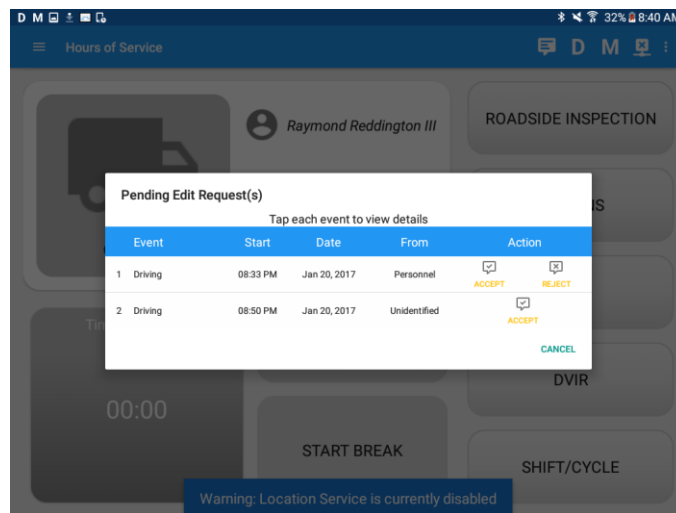 D M 32% 8:40 AM
Hours of Service D M
Raymond Reddington III
ROADSIDE INSPECTION
Pending Edit Request(s)
Tap each event to view details
Event Start Date From Action
1 Driving 08:33 PM Jan 20, 2017 Personnel ACCEPT REJECT
2 Driving 08:50 PM Jan 20, 2017 Unidentified ACCEPT
CANCEL
DVIR
00:00
START BREAK
SHIFT/CYCLE
Warning: Location Service is currently disabled